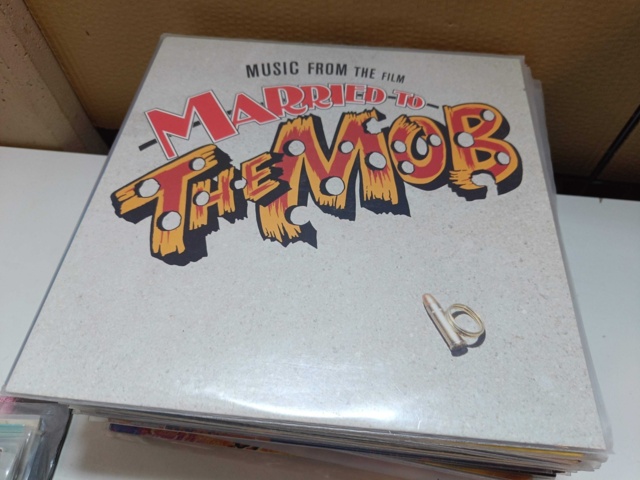 MUSIC FROM THE FILM
MARRIED TO
THE MOB